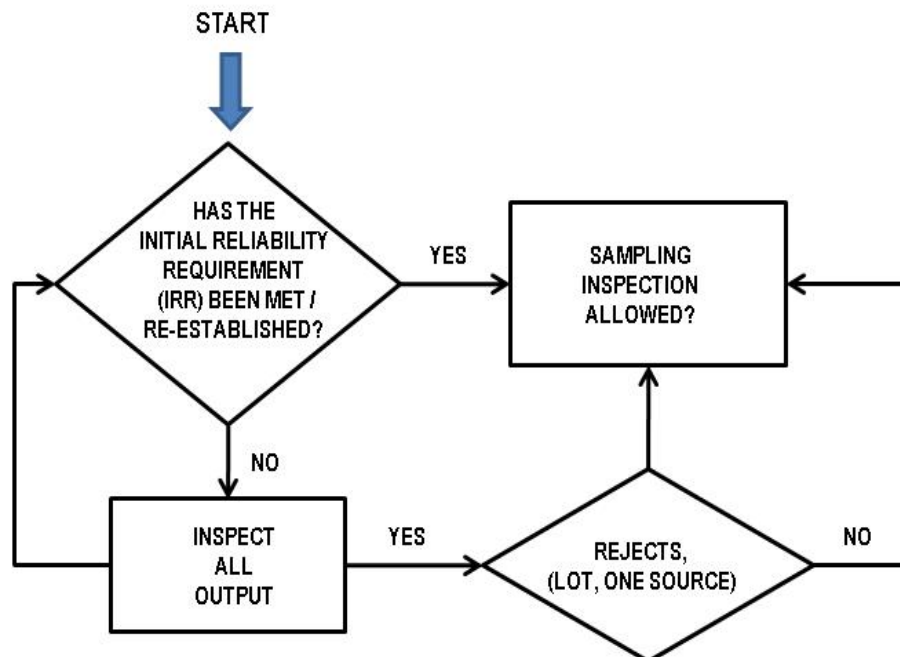 START
HAS THE
INITIAL RELIABILITY
REQUIREMENT
(IRR) BEEN MET /
RE-ESTABLISHED?
YES
SAMPLING
INSPECTION
ALLOWED?
NO
INSPECT
ALL
OUTPUT
YES
REJECTS,
(LOT, ONE SOURCE)
NO